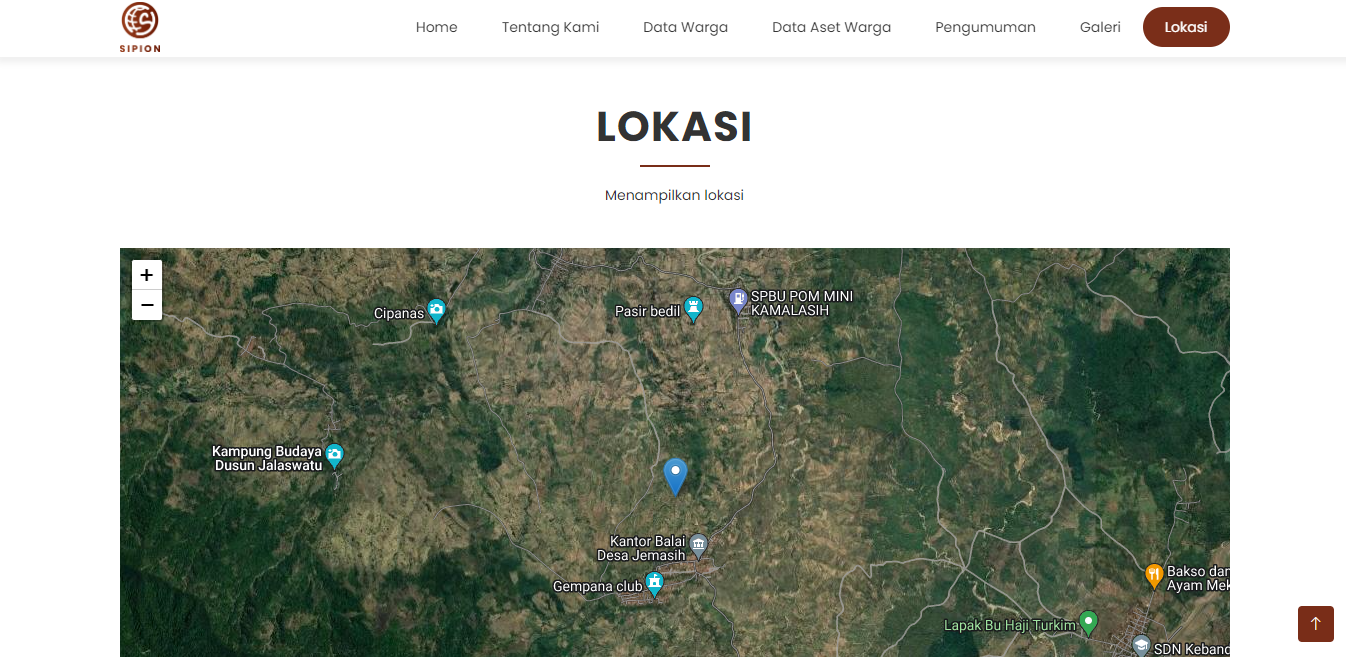 SIPION
Home Tentang Kami Data Warga Data Aset Warga Pengumuman Galeri Lokasi
LOKASI
Menampilkan lokasi
+
−
Cipanas
Pasir bedil
SPBU POM MINI
KAMALASIH
Kampung Budaya
Dusun Jalaswatu
Kantor Balai
Desa Jemasih
Gempana club
Bakso dan
Ayam Mek
Lapak Bu Haji Turkim
SDN Keband